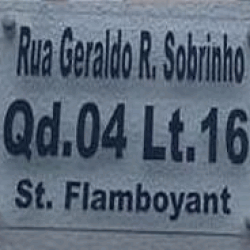 Rua Geraldo R. Sobrinho
Qd.04 Lt.16
St. Flamboyant